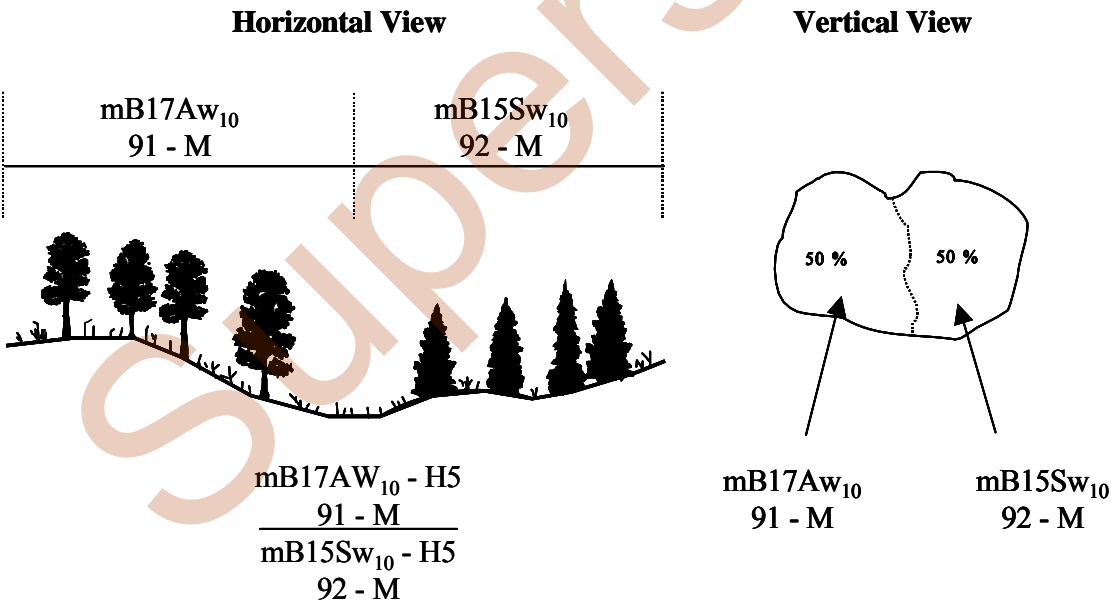 Horizontal View
Vertical View
mB17Aw10
91 - M
mB15Sw10
92 - M
50 %
50 %
mB17AW10 - H5
91 - M
mB15Sw10 - H5
92 - M
mB17Aw10
91 - M
mB15Sw10
92 - M
Supers